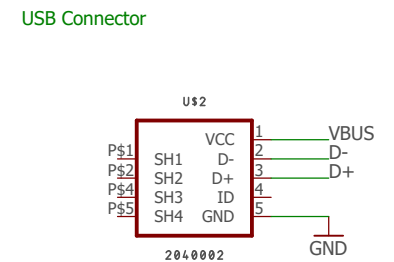 USB Connector
U$2
VCC 1 VBUS
P$1 SH1 D- 2 D-
P$2 SH2 D+ 3 D+
P$4 SH3 ID 4
P$5 SH4 GND 5
2040002 GND